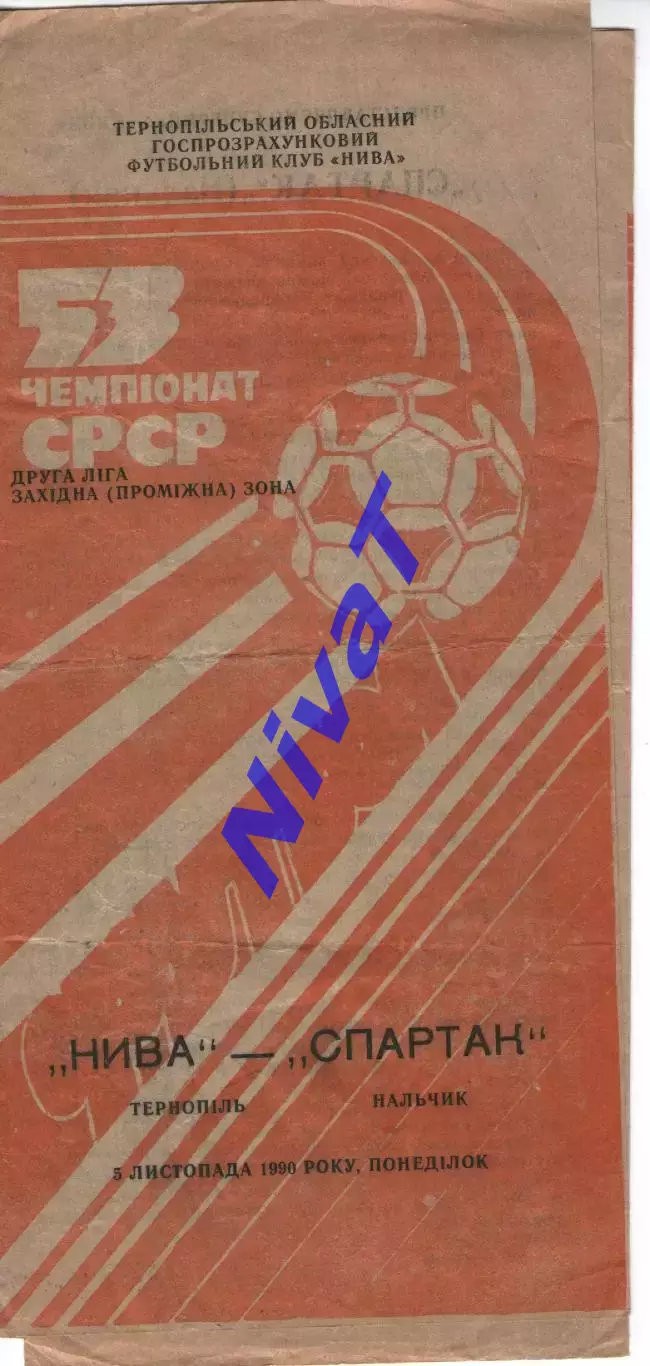 ТЕРНОПІЛЬСЬКИЙ ОБЛАСНИЙ
ГОСПРОЗРАХУНКОВИЙ
ФУТБОЛЬНИЙ КЛУБ «НИВА»
53
ЧЕМПІОНАТ
СРСР
ДРУГА ЛІГА
ЗАХІДНА (ПРОМІЖНА) ЗОНА
NivaT
„НИВА“ — „СПАРТАК“
ТЕРНОПІЛЬ НАЛЬЧИК
5 ЛИСТОПАДА 1990 РОКУ, ПОНЕДІЛОК